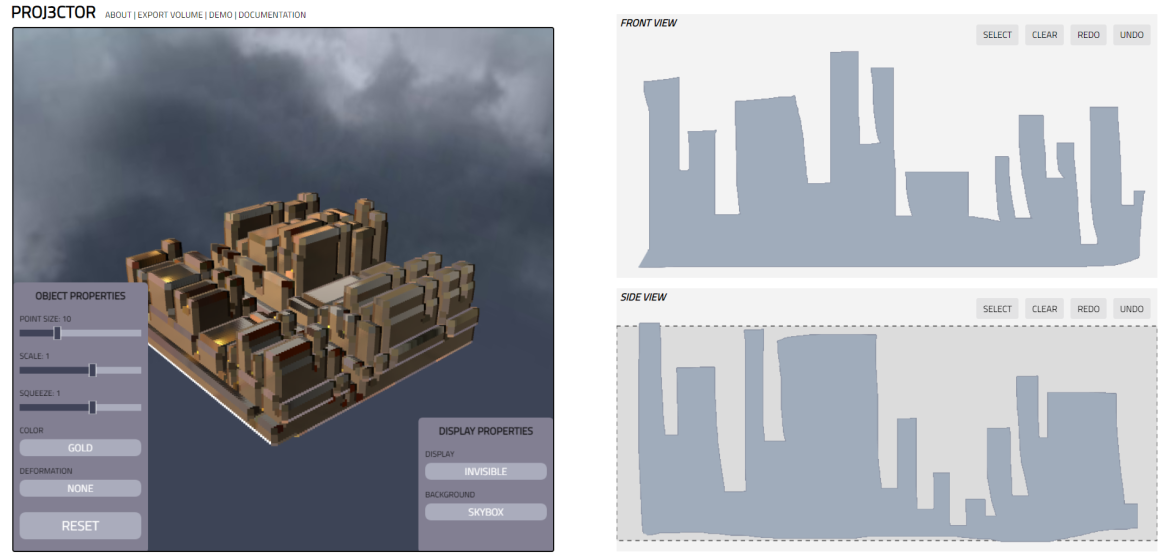 PROJ3CTOR ABOUT | EXPORT VOLUME | DEMO | DOCUMENTATION
OBJECT PROPERTIES
POINT SIZE: 10
SCALE: 1
SQUEEZE: 1
COLOR
GOLD
DEFORMATION
NONE
RESET
DISPLAY PROPERTIES
DISPLAY
INVISIBLE
BACKGROUND
SKYBOX
FRONT VIEW
SELECT CLEAR REDO UNDO
SIDE VIEW
SELECT CLEAR REDO UNDO